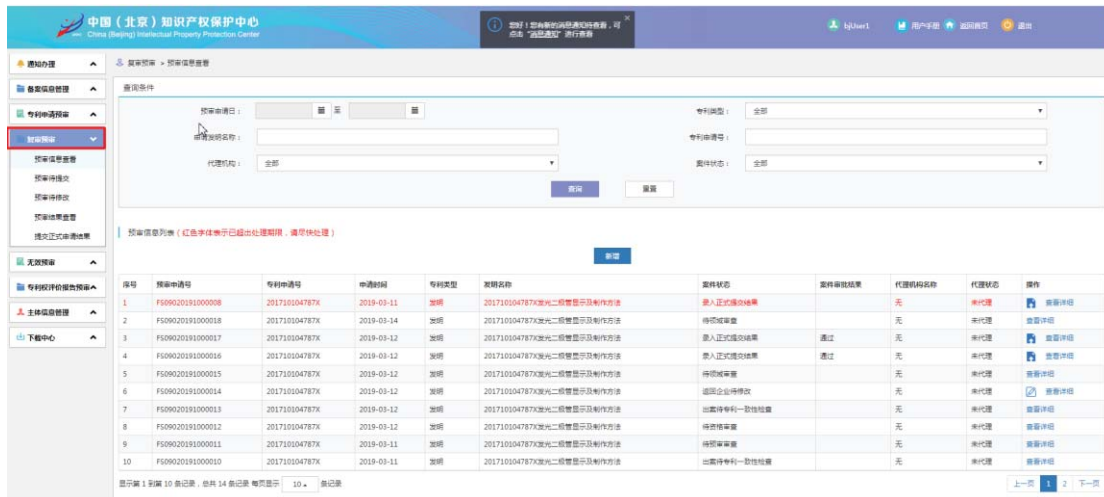 中国（北京）知识产权保护中心
China (Beijing) Intellectual Property Protection Center
您好！您有新的消息通知待查看，可
点击“消息通知”进行查看
bjUser1 用户手册 返回首页 退出
通知办理
备案信息管理
专利申请预审
复审预审
预审信息查看
预审待提交
预审待修改
预审结果查看
提交正式申请结果
无效预审
专利权评价报告预审
主体信息管理
下载中心
复审预审 > 预审信息查看
查询条件
预审申请日： 至 专利类型： 全部
申请发明名称： 专利申请号：
代理机构： 全部 案件状态： 全部
查询 重置
预审信息列表（红色字体表示已超出处理期限，请尽快处理）
新增
序号 预审申请号 专利申请号 申请时间 专利类型 发明名称 案件状态 案件审批结果 代理机构名称 代理状态 操作
1 FS09020191000008 201710104787X 2019-03-11 发明 201710104787X发光二极管显示及制作方法 录入正式提交结果 无 未代理 查看详细
2 FS09020191000018 201710104787X 2019-03-14 发明 201710104787X发光二极管显示及制作方法 待领域审查 无 未代理 查看详细
3 FS09020191000017 201710104787X 2019-03-12 发明 201710104787X发光二极管显示及制作方法 录入正式提交结果 通过 无 未代理 查看详细
4 FS09020191000016 201710104787X 2019-03-12 发明 201710104787X发光二极管显示及制作方法 录入正式提交结果 通过 无 未代理 查看详细
5 FS09020191000015 201710104787X 2019-03-12 发明 201710104787X发光二极管显示及制作方法 待领域审查 无 未代理 查看详细
6 FS09020191000014 201710104787X 2019-03-12 发明 201710104787X发光二极管显示及制作方法 返回企业待修改 无 未代理 查看详细
7 FS09020191000013 201710104787X 2019-03-12 发明 201710104787X发光二极管显示及制作方法 出案待专利一致性检查 无 未代理 查看详细
8 FS09020191000012 201710104787X 2019-03-12 发明 201710104787X发光二极管显示及制作方法 待资格审查 无 未代理 查看详细
9 FS09020191000011 201710104787X 2019-03-11 发明 201710104787X发光二极管显示及制作方法 待预审审查 无 未代理 查看详细
10 FS09020191000010 201710104787X 2019-03-11 发明 201710104787X发光二极管显示及制作方法 出案待专利一致性检查 无 未代理 查看详细
显示第 1 到第 10 条记录，总共 14 条记录 每页显示 10 条记录
上一页 1 2 下一页